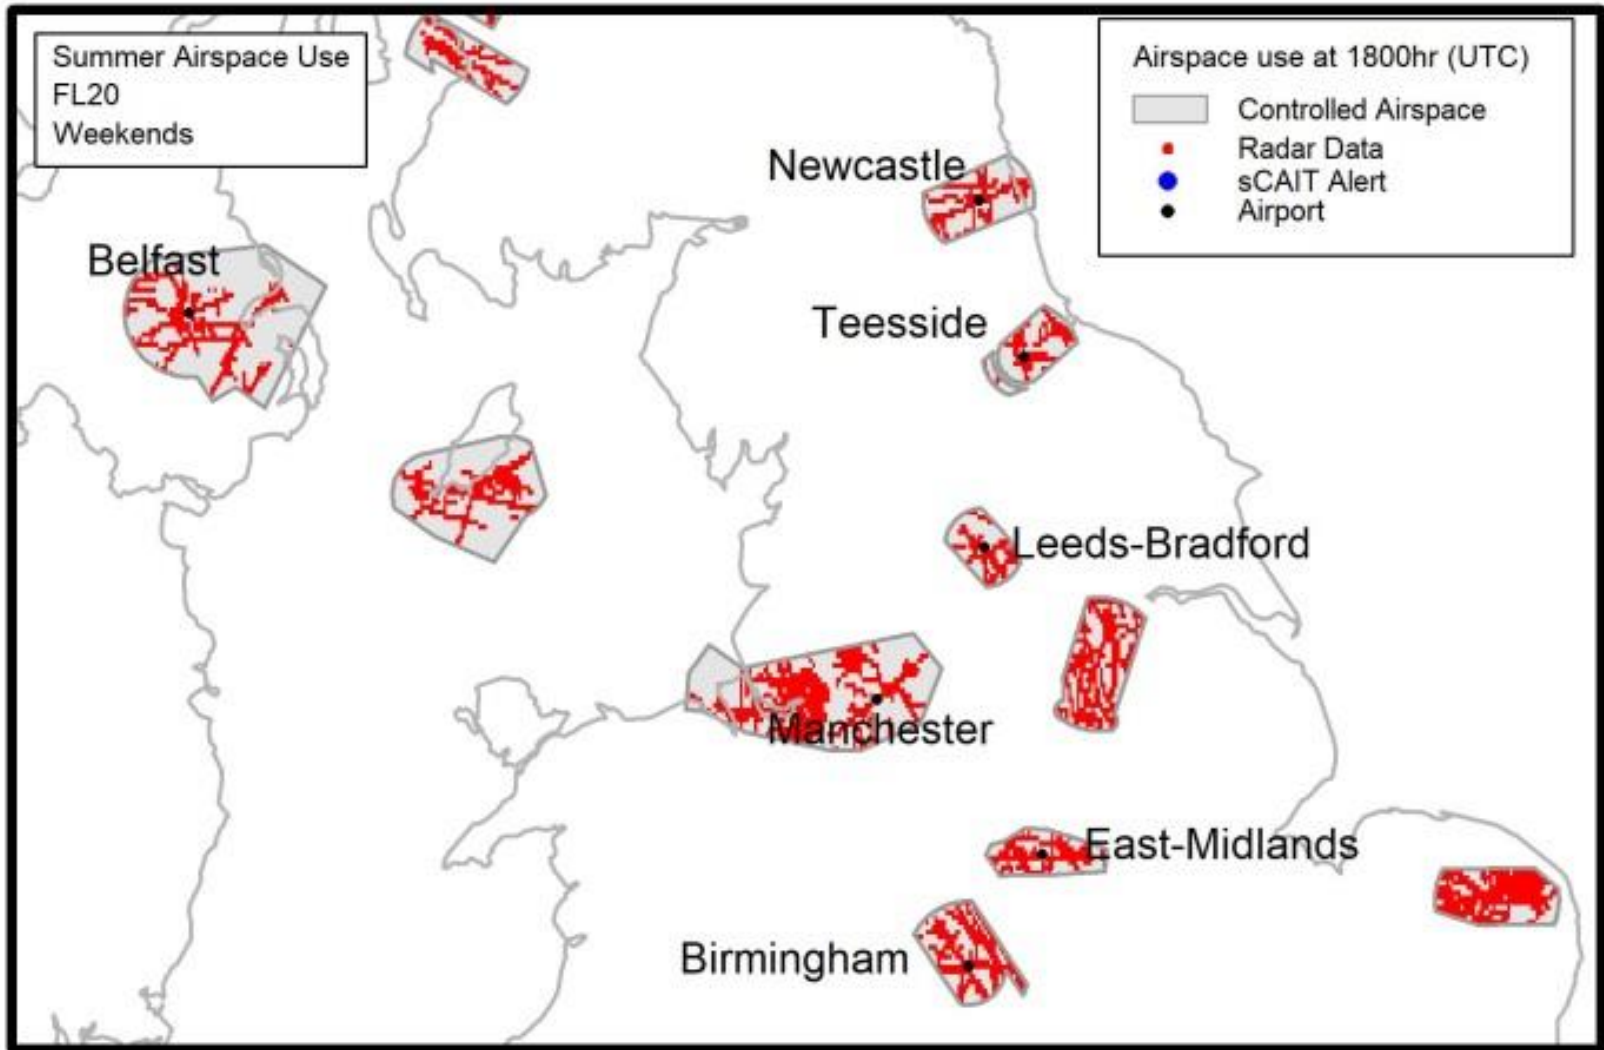 Summer Airspace Use
FL20
Weekends
Airspace use at 1800hr (UTC)
Controlled Airspace
Radar Data
sCAIT Alert
Airport
Newcastle
Belfast
Teesside
Leeds-Bradford
Manchester
East-Midlands
Birmingham